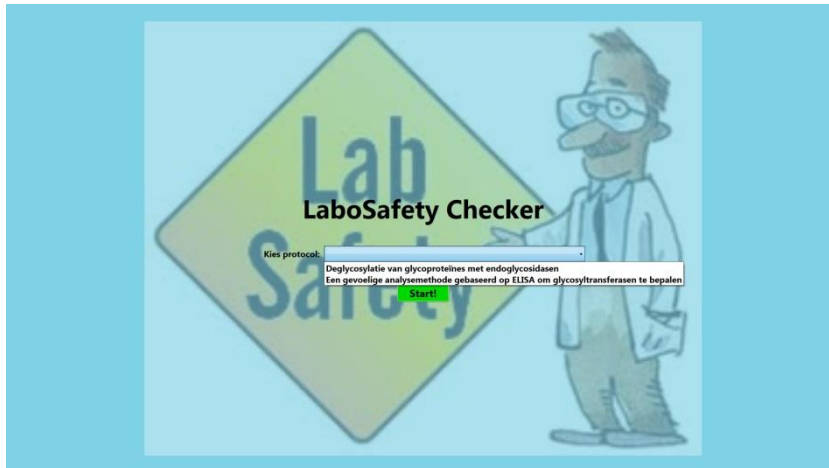 Lab
Safety
LaboSafety Checker
Kies protocol:
Deglycosylatie van glycoproteïnes met endoglycosidasen
Een gevoelige analysemethode gebaseerd op ELISA om glycosyltransferasen te bepalen
Start!